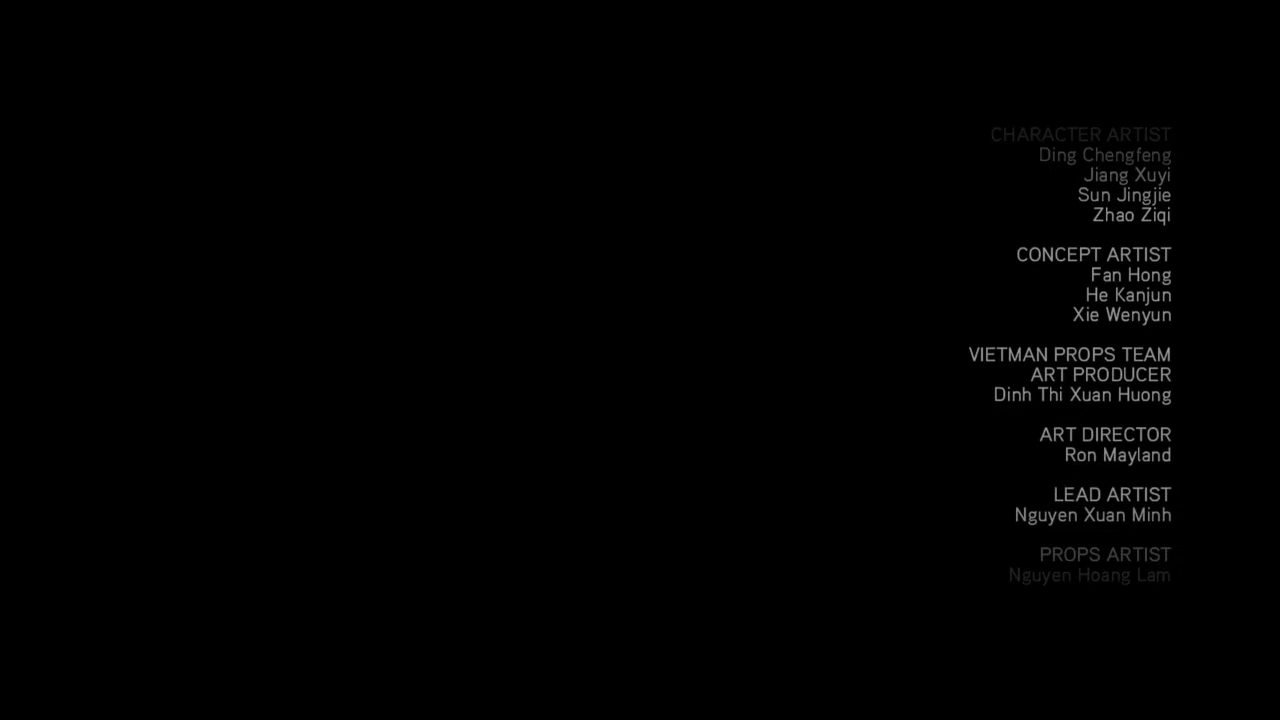 CHARACTER ARTIST
Ding Chengfeng
Jiang Xuyi
Sun Jingjie
Zhao Ziqi
CONCEPT ARTIST
Fan Hong
He Kanjun
Xie Wenyun
VIETMAN PROPS TEAM
ART PRODUCER
Dinh Thi Xuan Huong
ART DIRECTOR
Ron Mayland
LEAD ARTIST
Nguyen Xuan Minh
PROPS ARTIST
Nguyen Hoang Lam